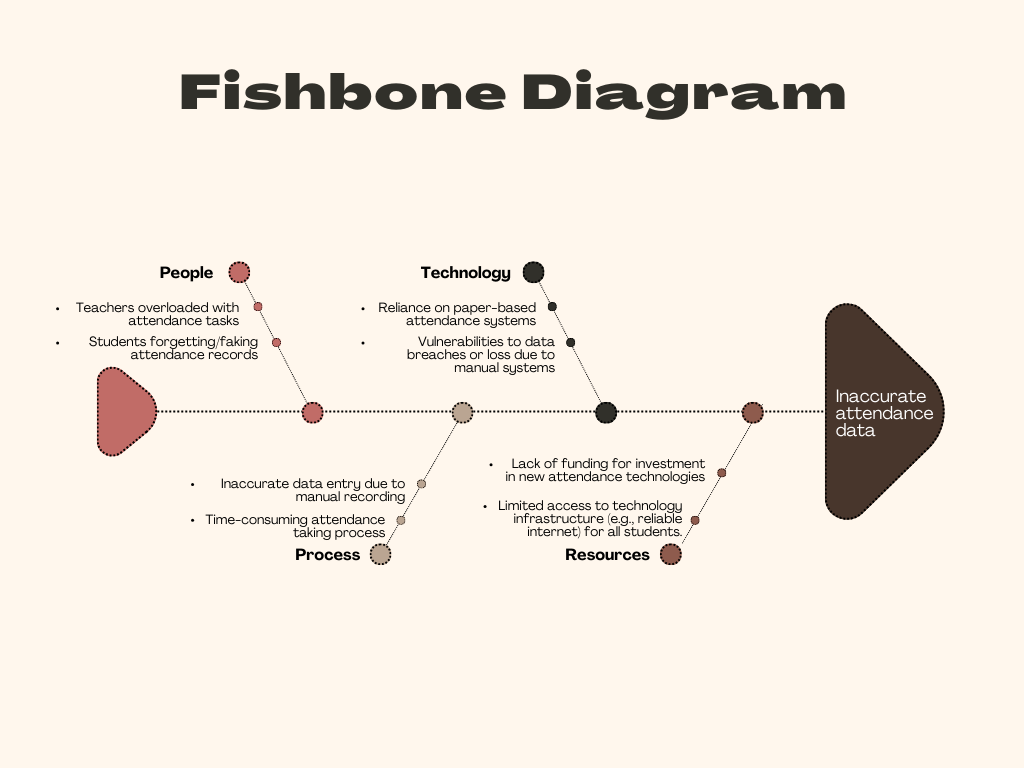 Fishbone Diagram
People
• Teachers overloaded with
attendance tasks
• Students forgetting/faking
attendance records
Technology
• Reliance on paper-based
attendance systems
• Vulnerabilities to data
breaches or loss due to
manual systems
Inaccurate
attendance
data
• Inaccurate data entry due to
manual recording
• Time-consuming attendance
taking process
Process
• Lack of funding for investment
in new attendance technologies
• Limited access to technology
infrastructure (e.g., reliable
internet) for all students.
Resources